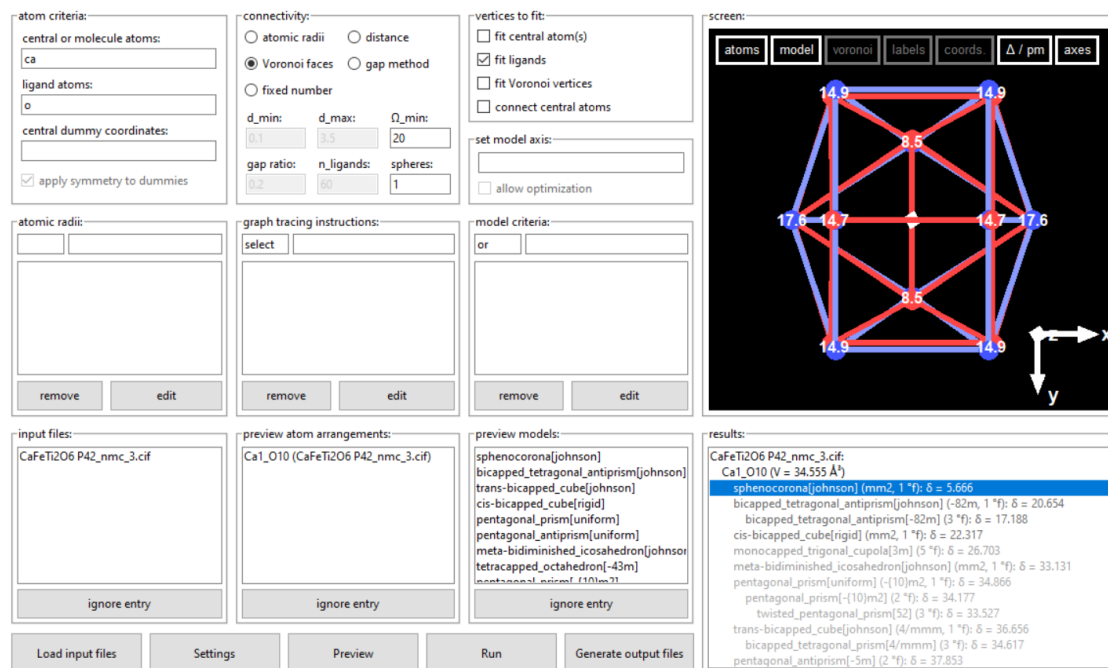 atom criteria:
central or molecule atoms:
ca
ligand atoms:
o
central dummy coordinates:
apply symmetry to dummies
connectivity:
atomic radii
distance
Voronoi faces
gap method
fixed number
d_min:
d_max:
Ω_min:
0.1
3.5
20
gap ratio:
n_ligands:
spheres:
0.2
60
1
vertices to fit:
fit central atom(s)
fit ligands
fit Voronoi vertices
connect central atoms
set model axis:
allow optimization
screen:
atoms
model
voronoi
labels
coords.
Δ / pm
axes
14.9
14.9
8.5
17.6
14.7
14.7
17.6
8.5
14.9
14.9
z
x
y
atomic radii:
remove
edit
graph tracing instructions:
select
remove
edit
model criteria:
or
remove
edit
input files:
CaFeTi2O6 P42_nmc_3.cif
ignore entry
preview atom arrangements:
Ca1_O10 (CaFeTi2O6 P42_nmc_3.cif)
ignore entry
preview models:
sphenocorona[johnson]
bicapped_tetragonal_antiprism[johnson]
trans-bicapped_cube[johnson]
cis-bicapped_cube[rigid]
pentagonal_prism[uniform]
pentagonal_antiprism[uniform]
meta-bidiminished_icosahedron[johnson
tetracapped_octahedron[-43m]
pentagonal_prism[-{10}m2]
ignore entry
results:
CaFeTi2O6 P42_nmc_3.cif:
Ca1_O10 (V = 34.555 Å³)
sphenocorona[johnson] (mm2, 1 °f): δ = 5.666
bicapped_tetragonal_antiprism[johnson] (-82m, 1 °f): δ = 20.654
bicapped_tetragonal_antiprism[-82m] (3 °f): δ = 17.188
cis-bicapped_cube[rigid] (mm2, 1 °f): δ = 22.317
monocapped_trigonal_cupola[3m] (5 °f): δ = 26.703
meta-bidiminished_icosahedron[johnson] (mm2, 1 °f): δ = 33.131
pentagonal_prism[uniform] (-{10}m2, 1 °f): δ = 34.866
pentagonal_prism[-{10}m2] (2 °f): δ = 34.177
twisted_pentagonal_prism[52] (3 °f): δ = 33.527
trans-bicapped_cube[johnson] (4/mmm, 1 °f): δ = 36.656
bicapped_prism[4/mmm] (3 °f): δ = 34.617
pentagonal_antiprism[-5m] (2 °f): δ = 37.853
Load input files
Settings
Preview
Run
Generate output files